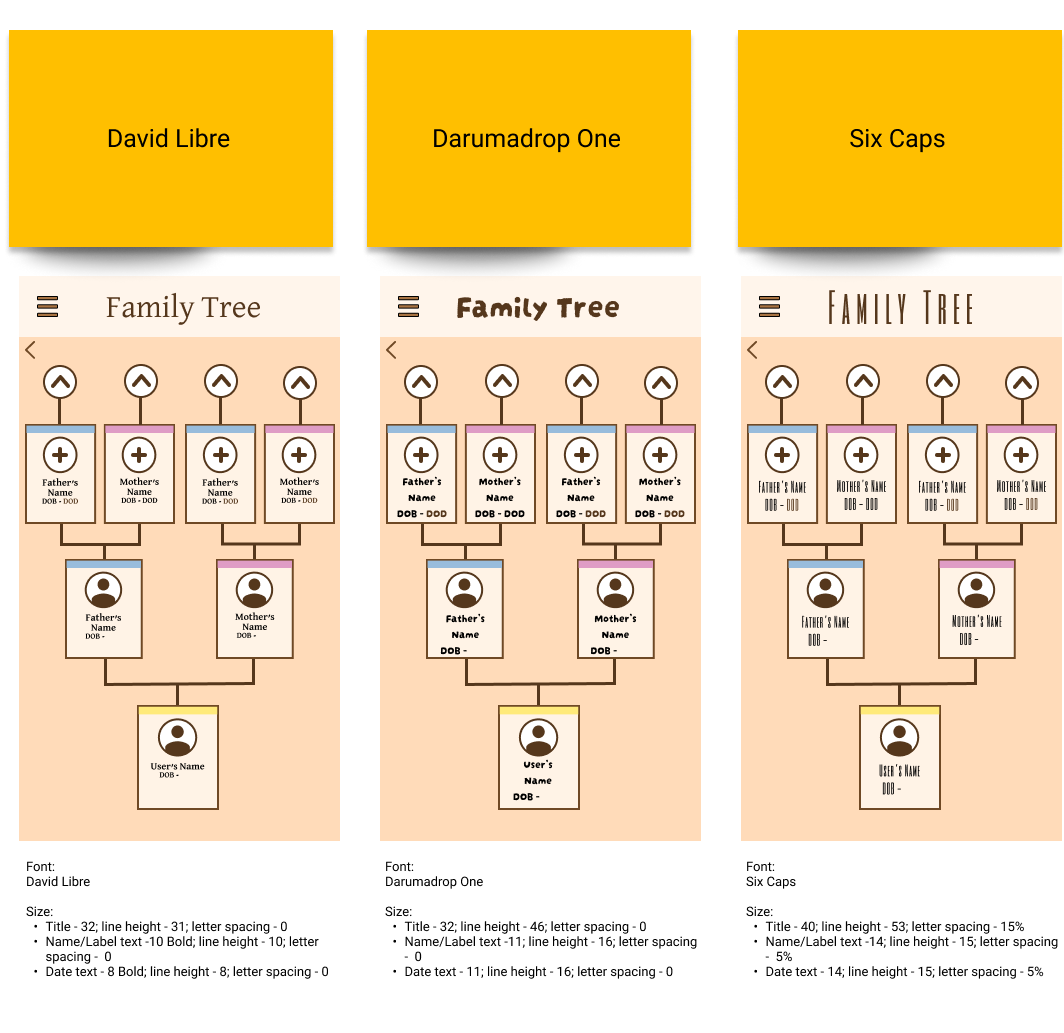 David Libre
Darumadrop One
Six Caps
Family Tree
Father's
Name
DOB - DOD
Mother's
Name
DOB - DOD
Father's
Name
DOB - DOD
Mother's
Name
DOB - DOD
Father's
Name
DOB -
Mother's
Name
DOB -
User's Name
DOB -
Family Tree
Father's
Name
DOB - DOD
Mother's
Name
DOB - DOD
Father's
Name
DOB - DOD
Mother's
Name
DOB - DOD
Father's
Name
DOB -
Mother's
Name
DOB -
User's
Name
DOB -
Family Tree
Father's Name
DOB - DOD
Mother's Name
DOB - DOD
Father's Name
DOB - DOD
Mother's Name
DOB - DOD
Father's Name
DOB -
Mother's Name
DOB -
User's Name
DOB -
Font:
David Libre
Size:
• Title - 32; line height - 31; letter spacing - 0
• Name/Label text -10 Bold; line height - 10; letter
spacing -  0
• Date text - 8 Bold; line height - 8; letter spacing - 0
Font:
Darumadrop One
Size:
• Title - 32; line height - 46; letter spacing - 0
• Name/Label text -11; line height - 16; letter spacing
-  0
• Date text - 11; line height - 16; letter spacing - 0
Font:
Six Caps
Size:
• Title - 40; line height - 53; letter spacing - 15%
• Name/Label text -14; line height - 15; letter spacing
-  5%
• Date text - 14; line height - 15; letter spacing - 5%